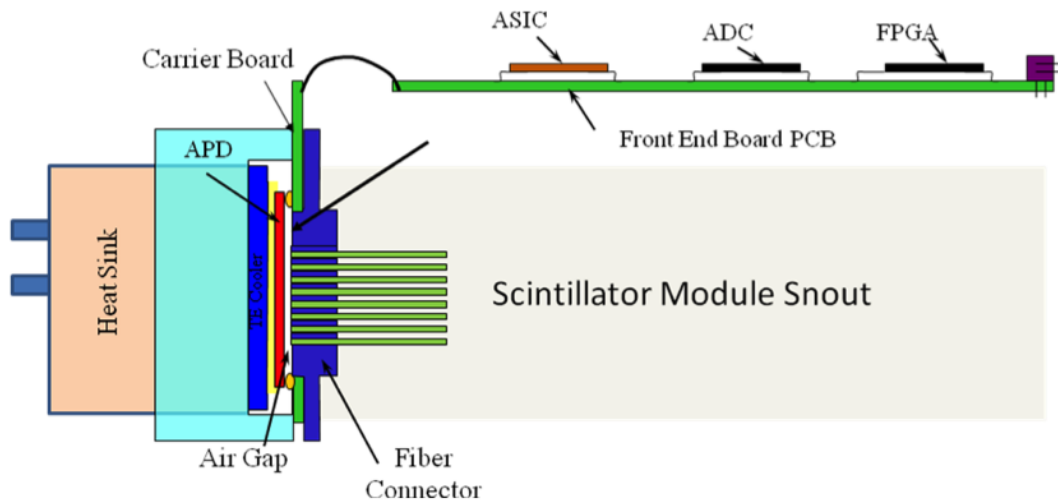 ASIC
ADC
FPGA
Carrier Board
Front End Board PCB
APD
Heat Sink
TE Cooler
Scintillator Module Snout
Air Gap
Fiber
Connector